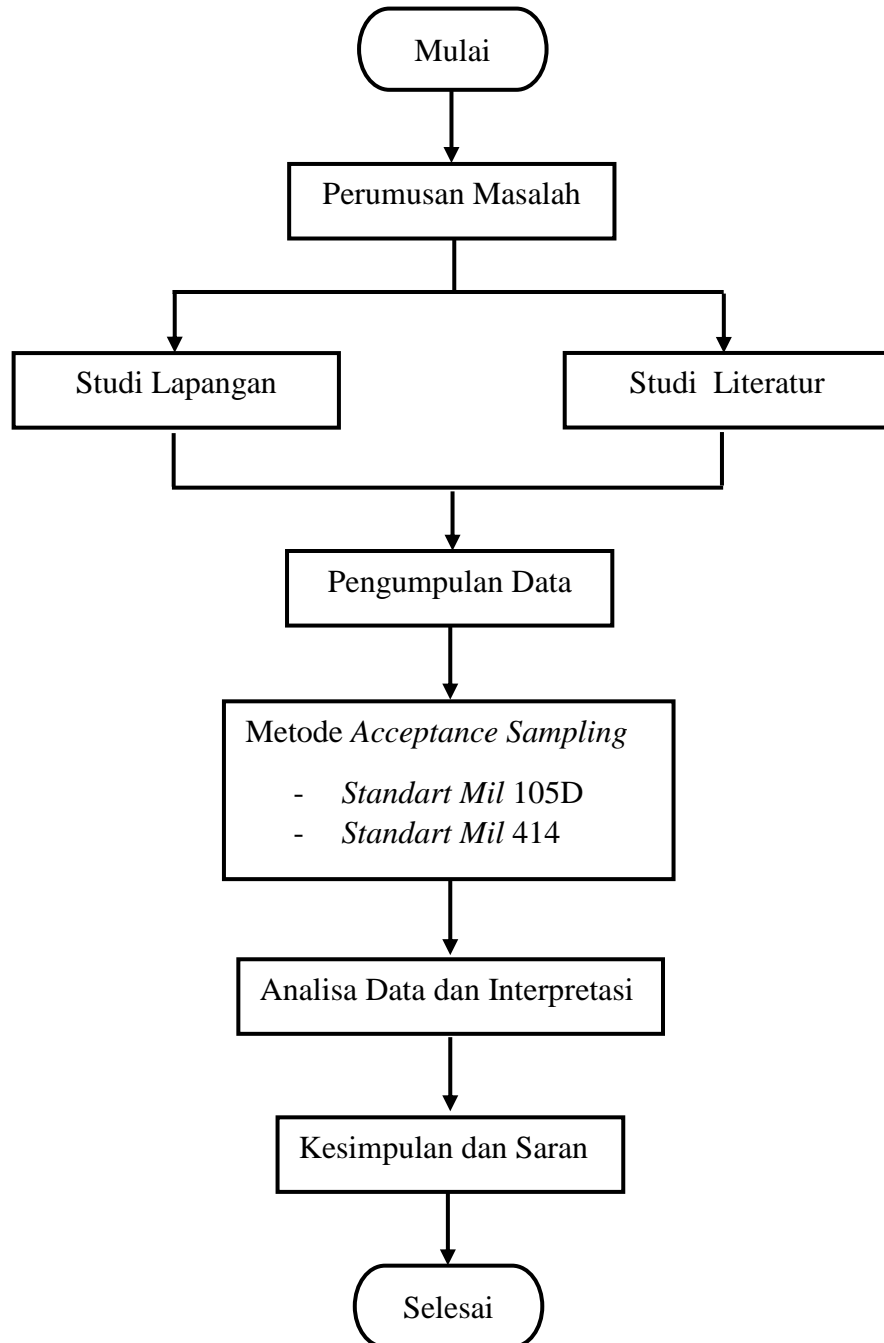 Mulai
Perumusan Masalah
Studi Lapangan
Studi Literatur
Pengumpulan Data
Metode Acceptance Sampling
- Standart Mil 105D
- Standart Mil 414
Analisa Data dan Interpretasi
Kesimpulan dan Saran
Selesai